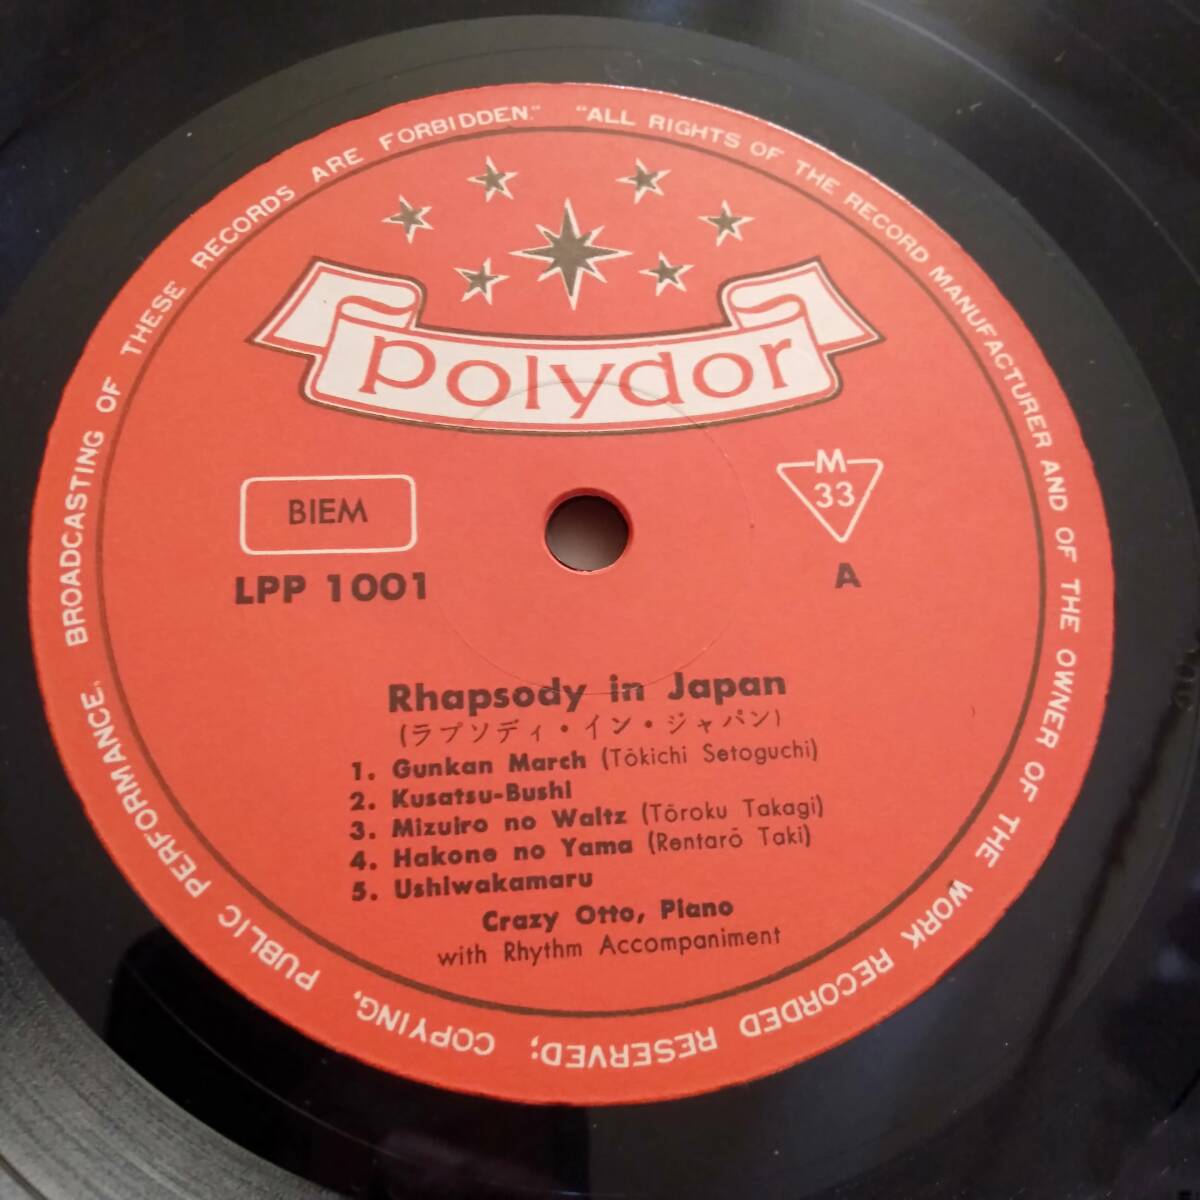 "ALL RIGHTS OF THE RECORD MANUFACTURER AND OF THE OWNER OF THE WORK RECORDED RESERVED; COPYING, PUBLIC PERFORMANCE, BROADCASTING OF THESE RECORDS ARE FORBIDDEN."
polydor
BIEM
M
33
LPP 1001
A
Rhapsody in Japan
(ラプソディ・イン・ジャパン)
1. Gunkan March (Tōkichi Setoguchi)
2. Kusatsu-Bushi
3. Mizuiro no Waltz (Tōroku Takagi)
4. Hakone no Yama (Rentarō Taki)
5. Ushiwakamaru
Crazy Otto, Piano
with Rhythm Accompaniment